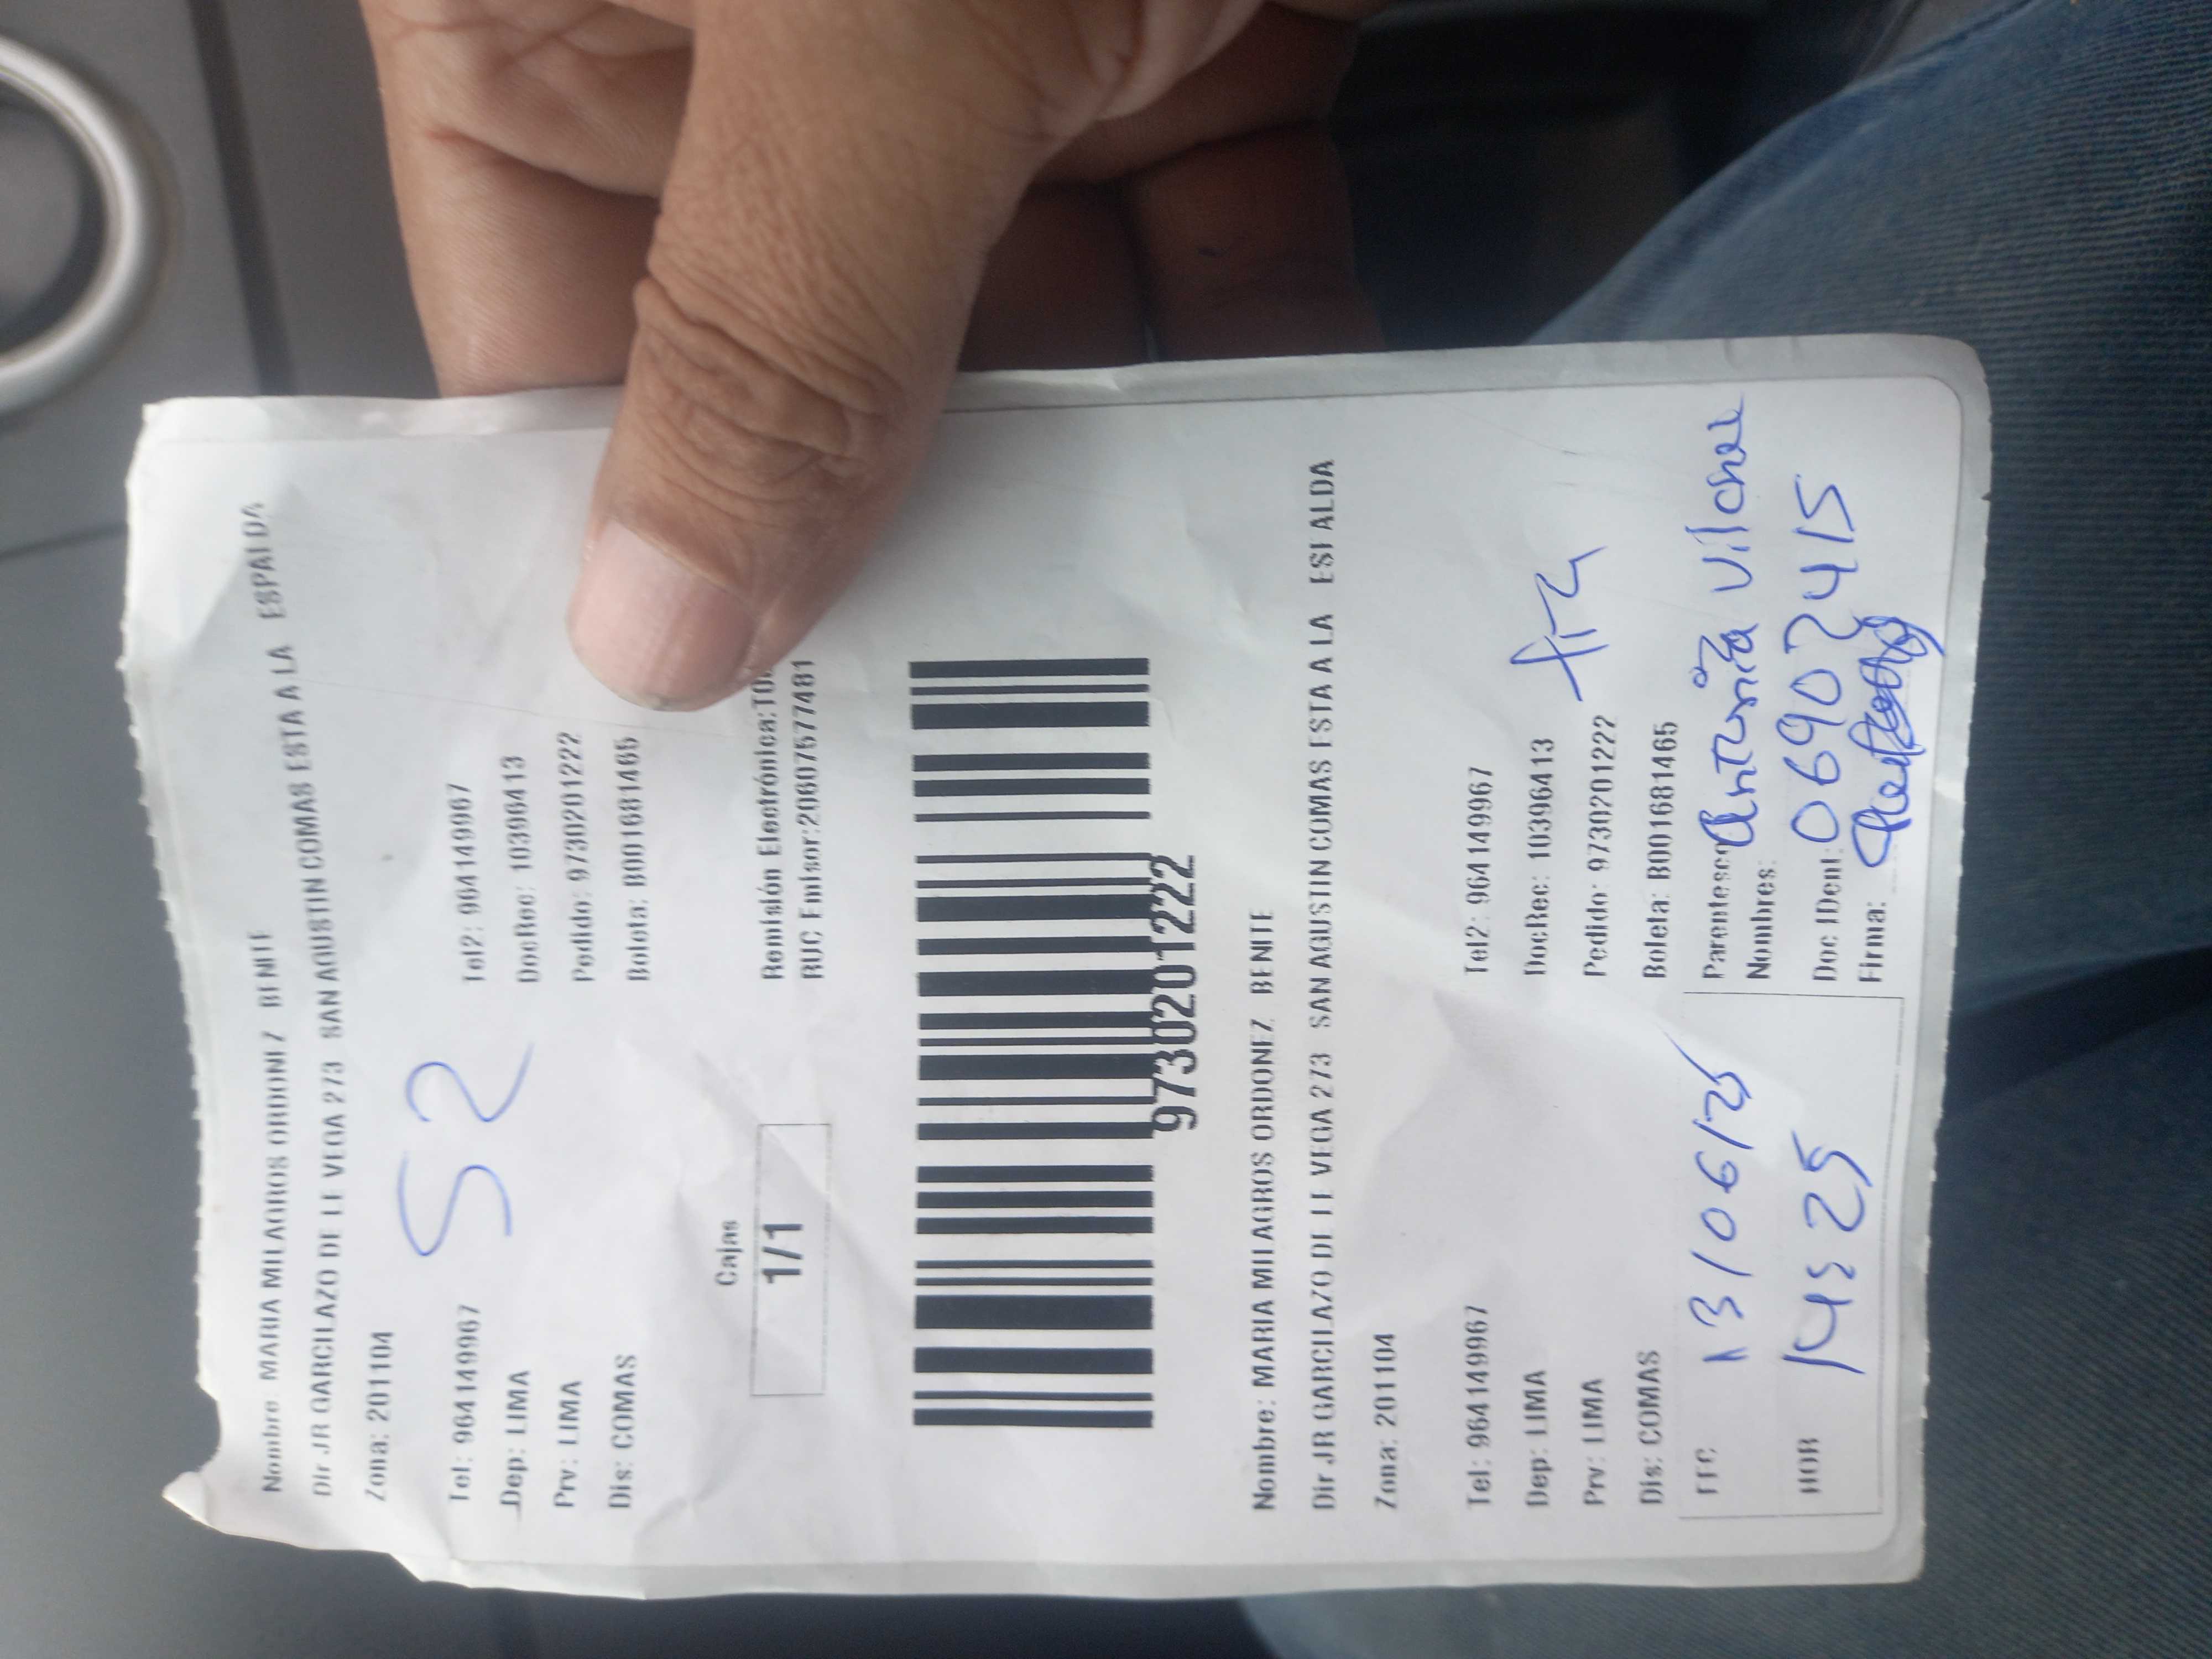 Nombre MARIA MILAGROS ORDONEZ BENITE
Dir JR GARCILAZO DE LE VEGA 273 SAN AGUSTIN COMAS ESTA A LA ESPALDA
Zona: 201104
52
Tel: 964149967 Tel2: 964149967
Dep: LIMA DocRec: 10396413
Prv: LIMA Pedido: 9730201222
Dis: COMAS Boleta: B001681465
Cajas
1/1
Remisión Electrónica:
RUC Emisor:20607577481
9730201222
Nombre: MARIA MILAGROS ORDONEZ BENITE
Dir JR GARCILAZO DE LE VEGA 273 SAN AGUSTIN COMAS ESTA A LA ESPALDA
Zona: 201104
Tel: 964149967 Tel2: 964149967
Dep: LIMA DocRec: 10396413
Prv: LIMA Pedido: 9730201222
Dis: COMAS Boleta: B001681465
FEC 13/06/25 Parentesco
Nombres:
HOR 14:25 Doc IDent: 06902415
Firma: